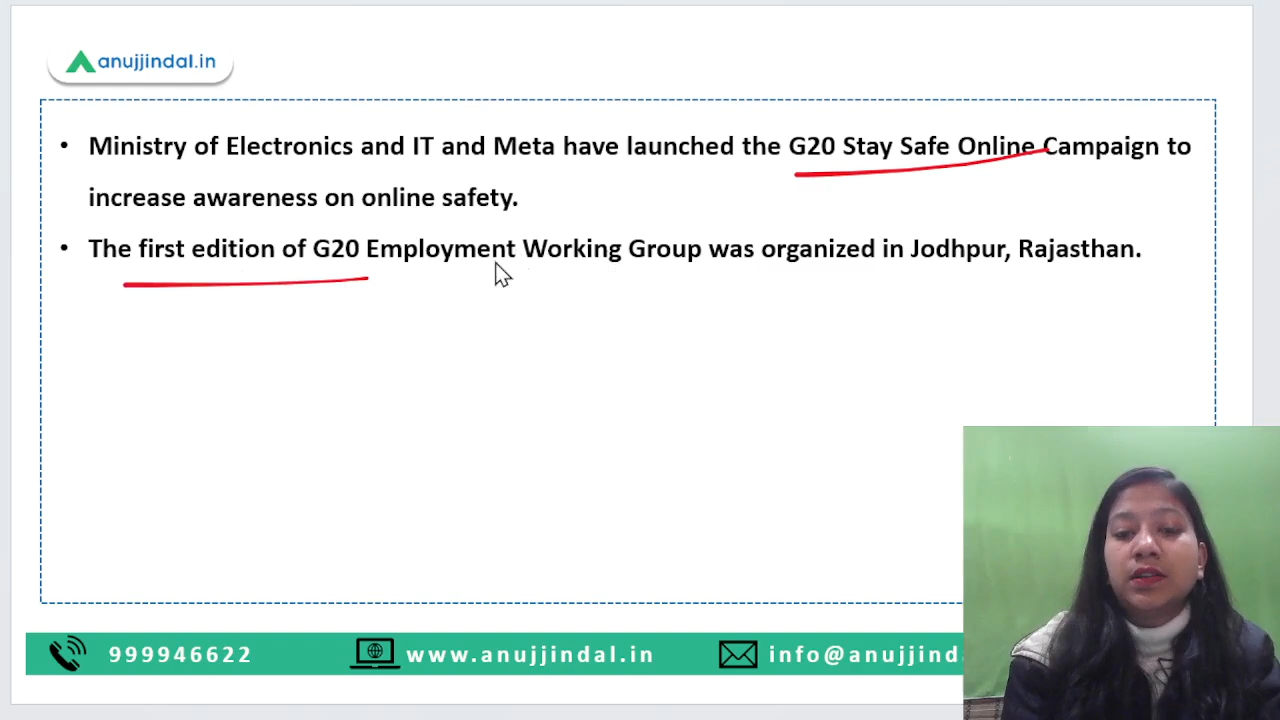 anujjindal.in
• Ministry of Electronics and IT and Meta have launched the G20 Stay Safe Online Campaign to
increase awareness on online safety.
• The first edition of G20 Employment Working Group was organized in Jodhpur, Rajasthan.
999946622 www.anujjindal.in info@anujjinda